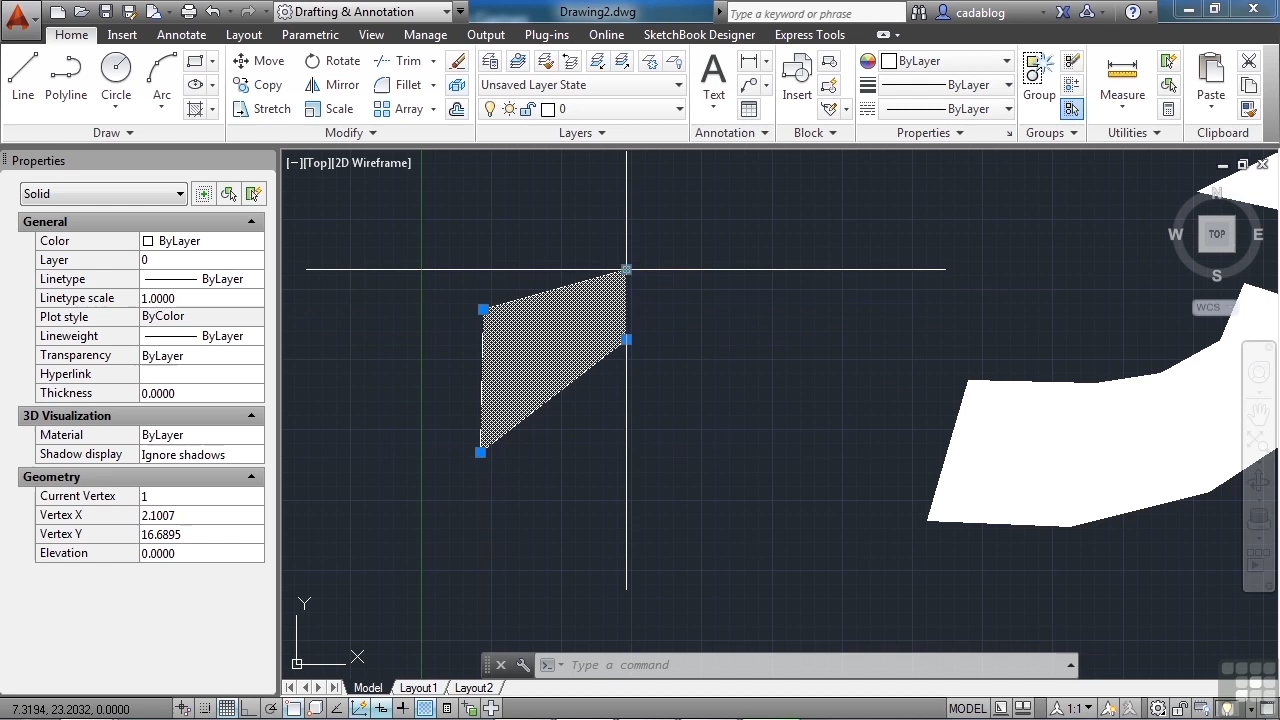 Drafting & Annotation
Drawing2.dwg
Type a keyword or phrase
cadablog
Home Insert Annotate Layout Parametric View Manage Output Plug-ins Online SketchBook Designer Express Tools
Line Polyline Circle Arc
Move Rotate Trim
Copy Mirror Fillet
Stretch Scale Array
Unsaved Layer State
0
Text
Insert
ByLayer
ByLayer
ByLayer
Group
Measure
Paste
Draw Modify Layers Annotation Block Properties Groups Utilities Clipboard
Properties
[−][Top][2D Wireframe]
Solid
General
Color ByLayer
Layer 0
Linetype ByLayer
Linetype scale 1.0000
Plot style ByColor
Lineweight ByLayer
Transparency ByLayer
Hyperlink
Thickness 0.0000
3D Visualization
Material ByLayer
Shadow display Ignore shadows
Geometry
Current Vertex 1
Vertex X 2.1007
Vertex Y 16.6895
Elevation 0.0000
N
W TOP E
S
WCS
Y
X
Type a command
Model Layout1 Layout2
7.3194, 23.2032, 0.0000
MODEL
1:1